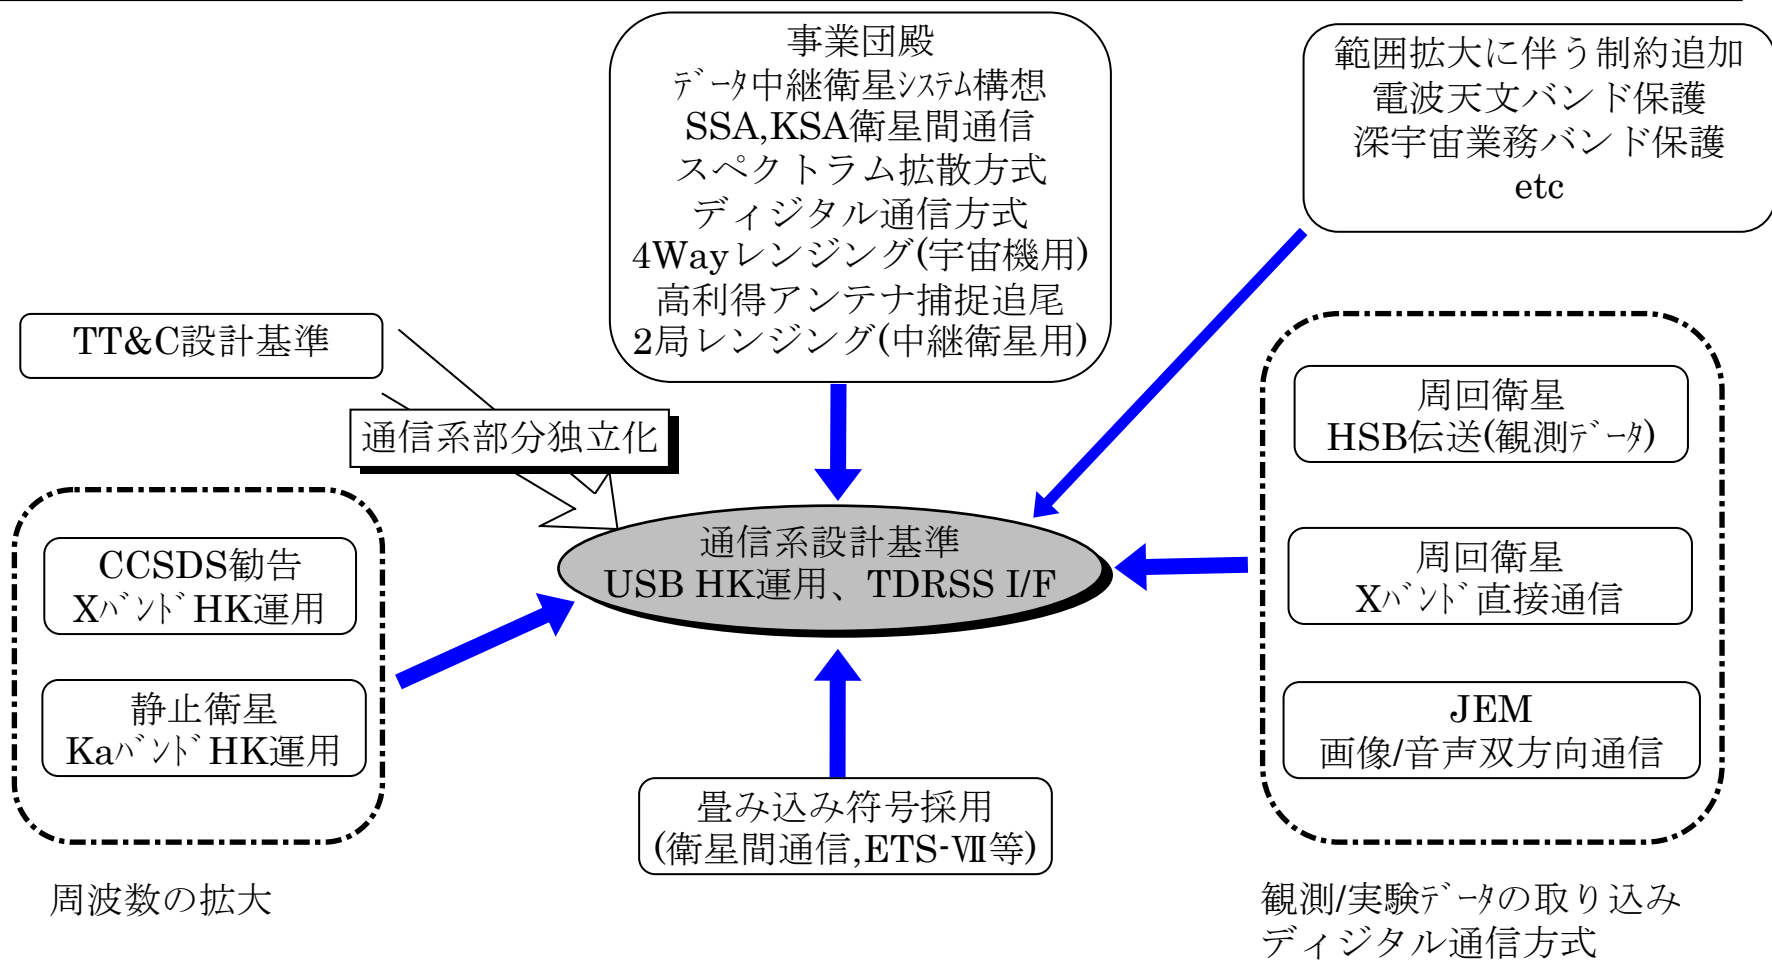 事業団殿
ﾃﾞｰﾀ中継衛星ｼｽﾃﾑ構想
SSA,KSA衛星間通信
スペクトラム拡散方式
ディジタル通信方式
4Wayレンジング(宇宙機用)
高利得アンテナ捕捉追尾
2局レンジング(中継衛星用)
範囲拡大に伴う制約追加
電波天文バンド保護
深宇宙業務バンド保護
etc
TT&C設計基準
通信系部分独立化
通信系設計基準
USB HK運用、TDRSS I/F
CCSDS勧告
Xﾊﾞﾝﾄﾞ HK運用
静止衛星
Kaﾊﾞﾝﾄﾞ HK運用
周波数の拡大
畳み込み符号採用
(衛星間通信,ETS-Ⅶ等)
周回衛星
HSB伝送(観測ﾃﾞｰﾀ)
周回衛星
Xﾊﾞﾝﾄﾞ直接通信
JEM
画像/音声双方向通信
観測/実験ﾃﾞｰﾀの取り込み
ディジタル通信方式